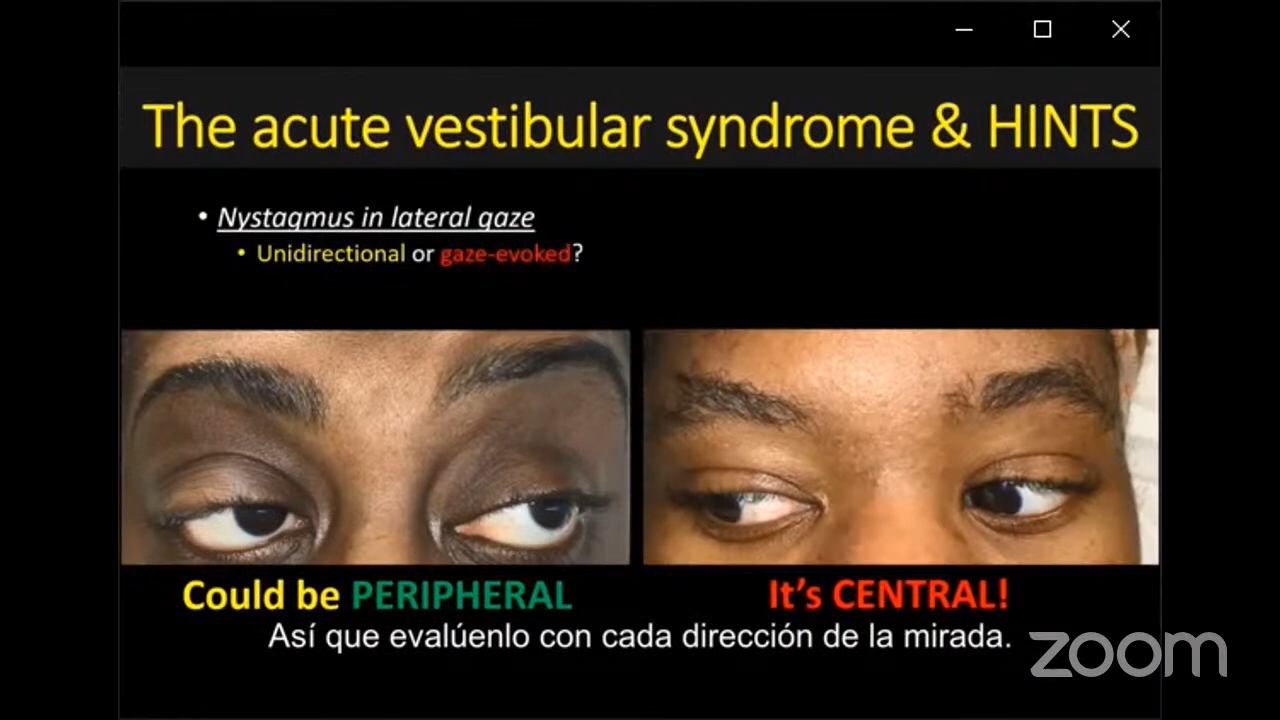 The acute vestibular syndrome & HINTS
• Nystagmus in lateral gaze
• Unidirectional or gaze-evoked?
Could be PERIPHERAL
It's CENTRAL!
Así que evalúenlo con cada dirección de la mirada.
zoom